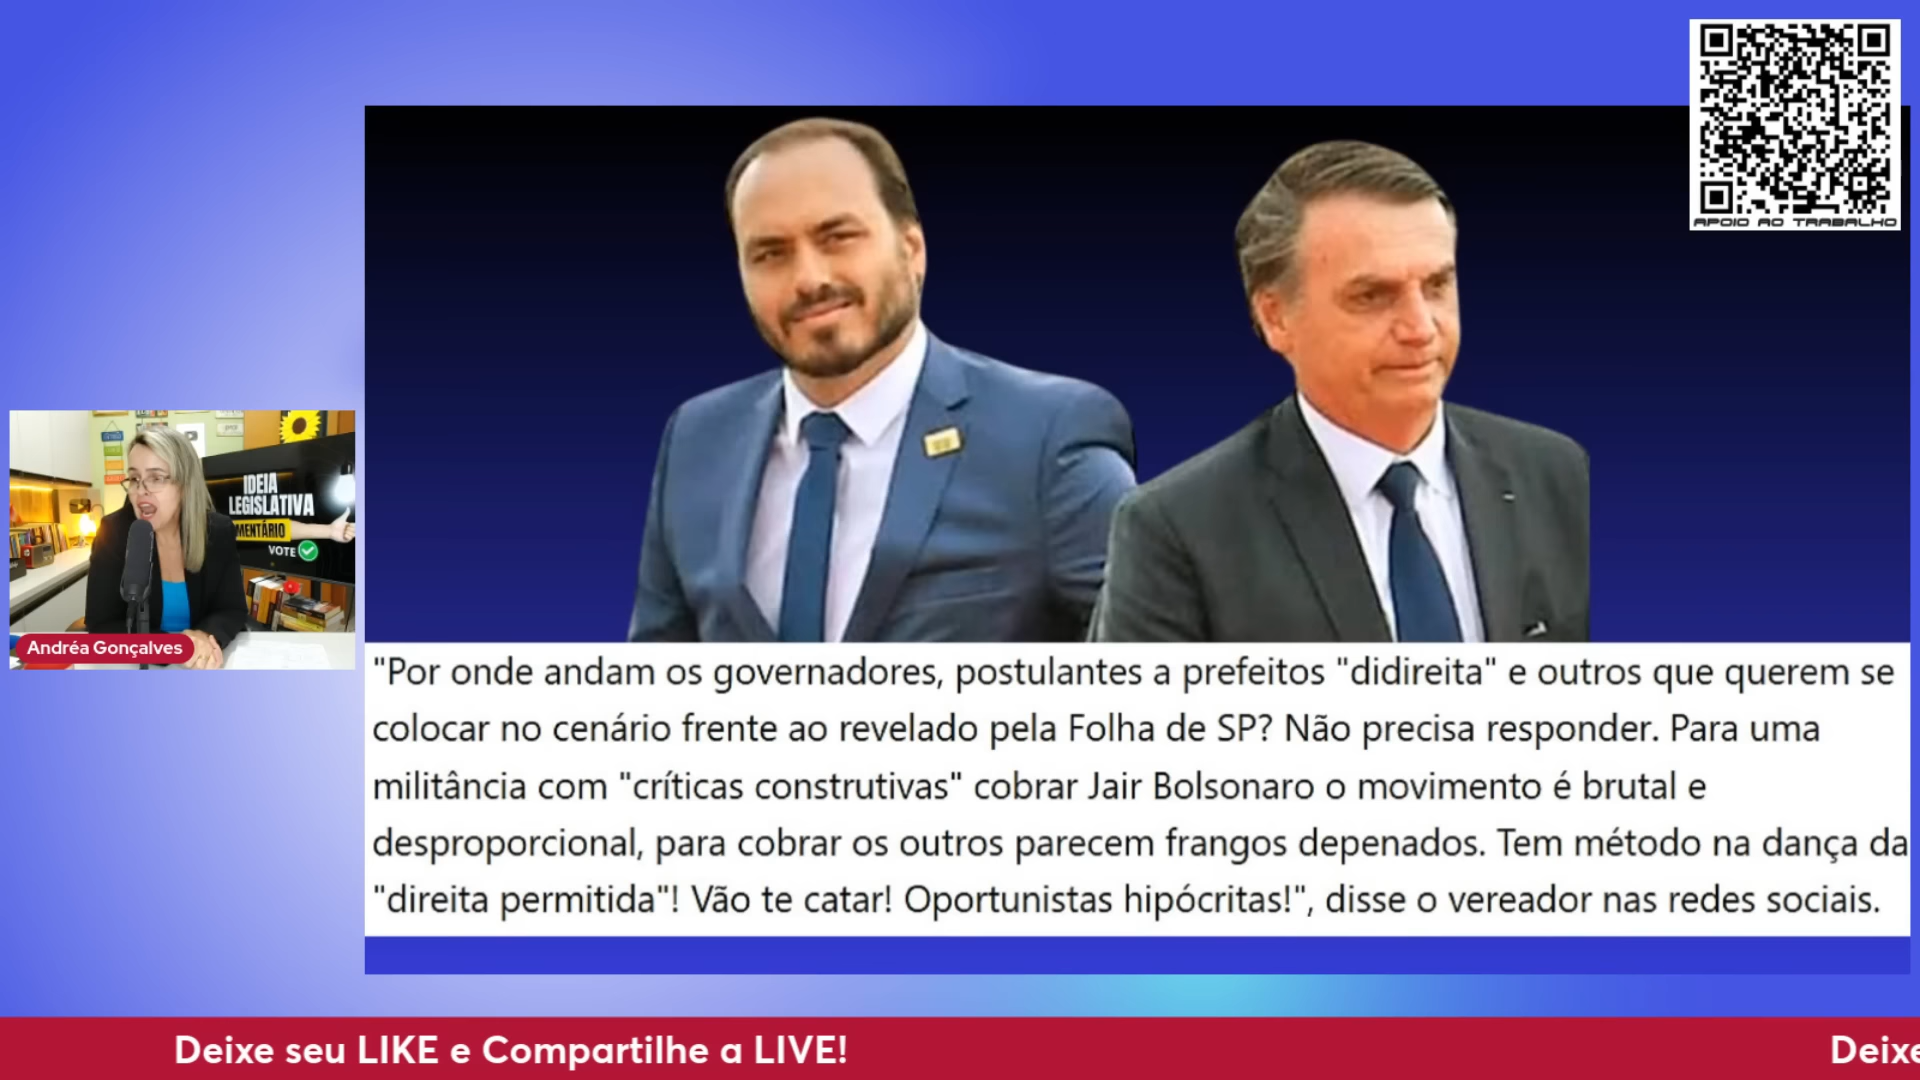 APOIO AO TRABALHO
IDEIA
LEGISLATIVA
MENTÁRIO
VOTE
Andréa Gonçalves
"Por onde andam os governadores, postulantes a prefeitos "didireita" e outros que querem se
colocar no cenário frente ao revelado pela Folha de SP? Não precisa responder. Para uma
militância com "críticas construtivas" cobrar Jair Bolsonaro o movimento é brutal e
desproporcional, para cobrar os outros parecem frangos depenados. Tem método na dança da
"direita permitida"! Vão te catar! Oportunistas hipócritas!", disse o vereador nas redes sociais.
Deixe seu LIKE e Compartilhe a LIVE!
Deixe